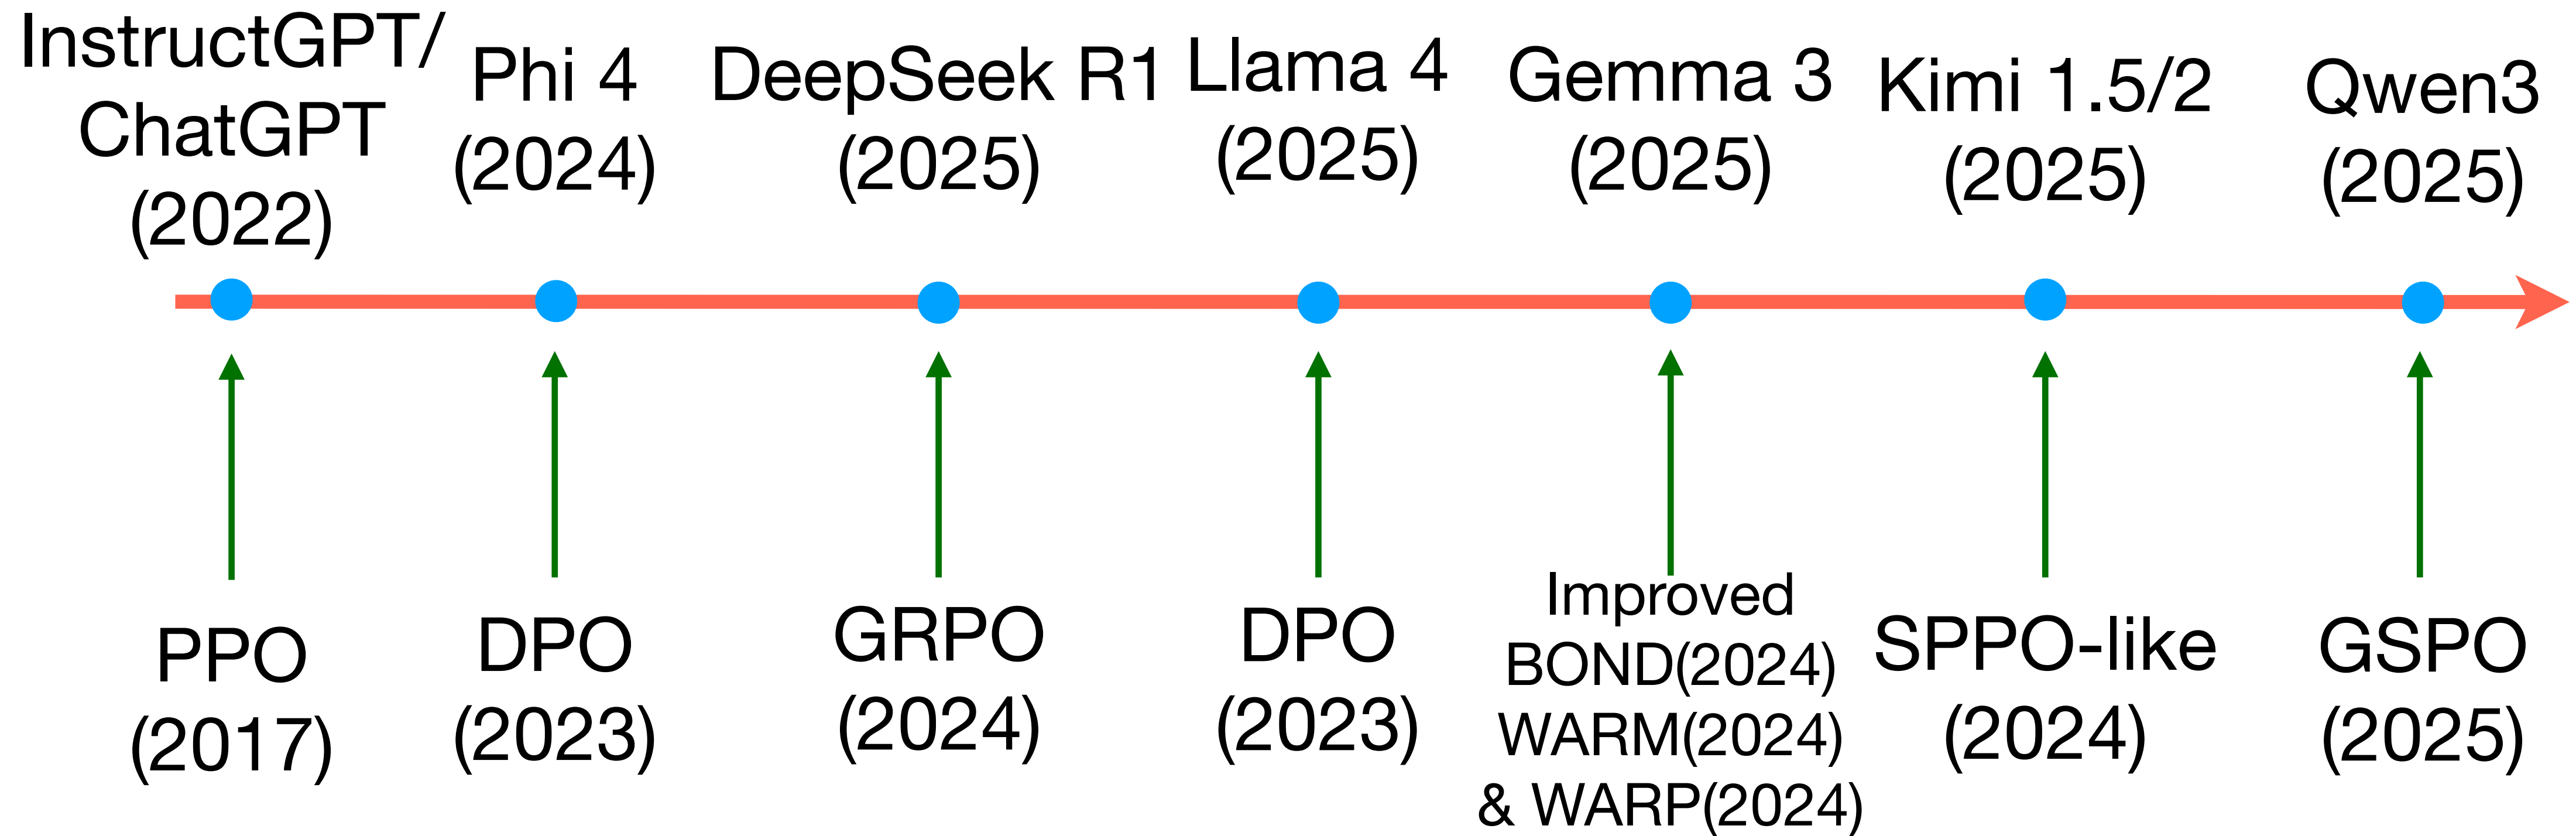 InstructGPT/
ChatGPT
(2022)
Phi 4
(2024)
DeepSeek R1
(2025)
Llama 4
(2025)
Gemma 3
(2025)
Kimi 1.5/2
(2025)
Qwen3
(2025)
PPO
(2017)
DPO
(2023)
GRPO
(2024)
DPO
(2023)
Improved
BOND(2024)
WARM(2024)
& WARP(2024)
SPPO-like
(2024)
GSPO
(2025)